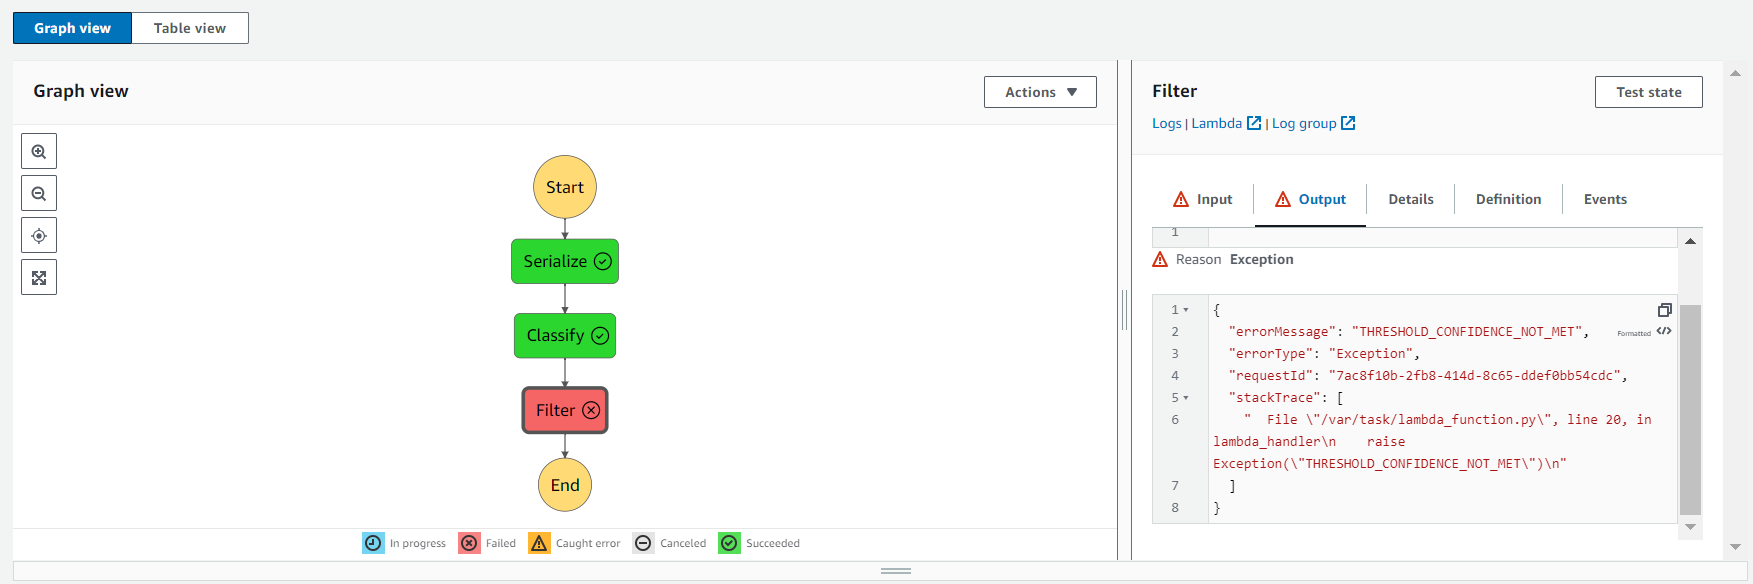 Graph view
Table view
Graph view
Actions
Start
Serialize
Classify
Filter
End
In progress
Failed
Caught error
Canceled
Succeeded
Filter
Test state
Logs | Lambda | Log group
Input
Output
Details
Definition
Events
1
Reason Exception
1 {
2 "errorMessage": "THRESHOLD_CONFIDENCE_NOT_MET",
Formatted
3 "errorType": "Exception",
4 "requestId": "7ac8f10b-2fb8-414d-8c65-ddef0bb54cdc",
5 "stackTrace": [
6 "  File \"/var/task/lambda_function.py\", line 20, in
lambda_handler\n    raise
Exception(\"THRESHOLD_CONFIDENCE_NOT_MET\")\n"
7 ]
8 }